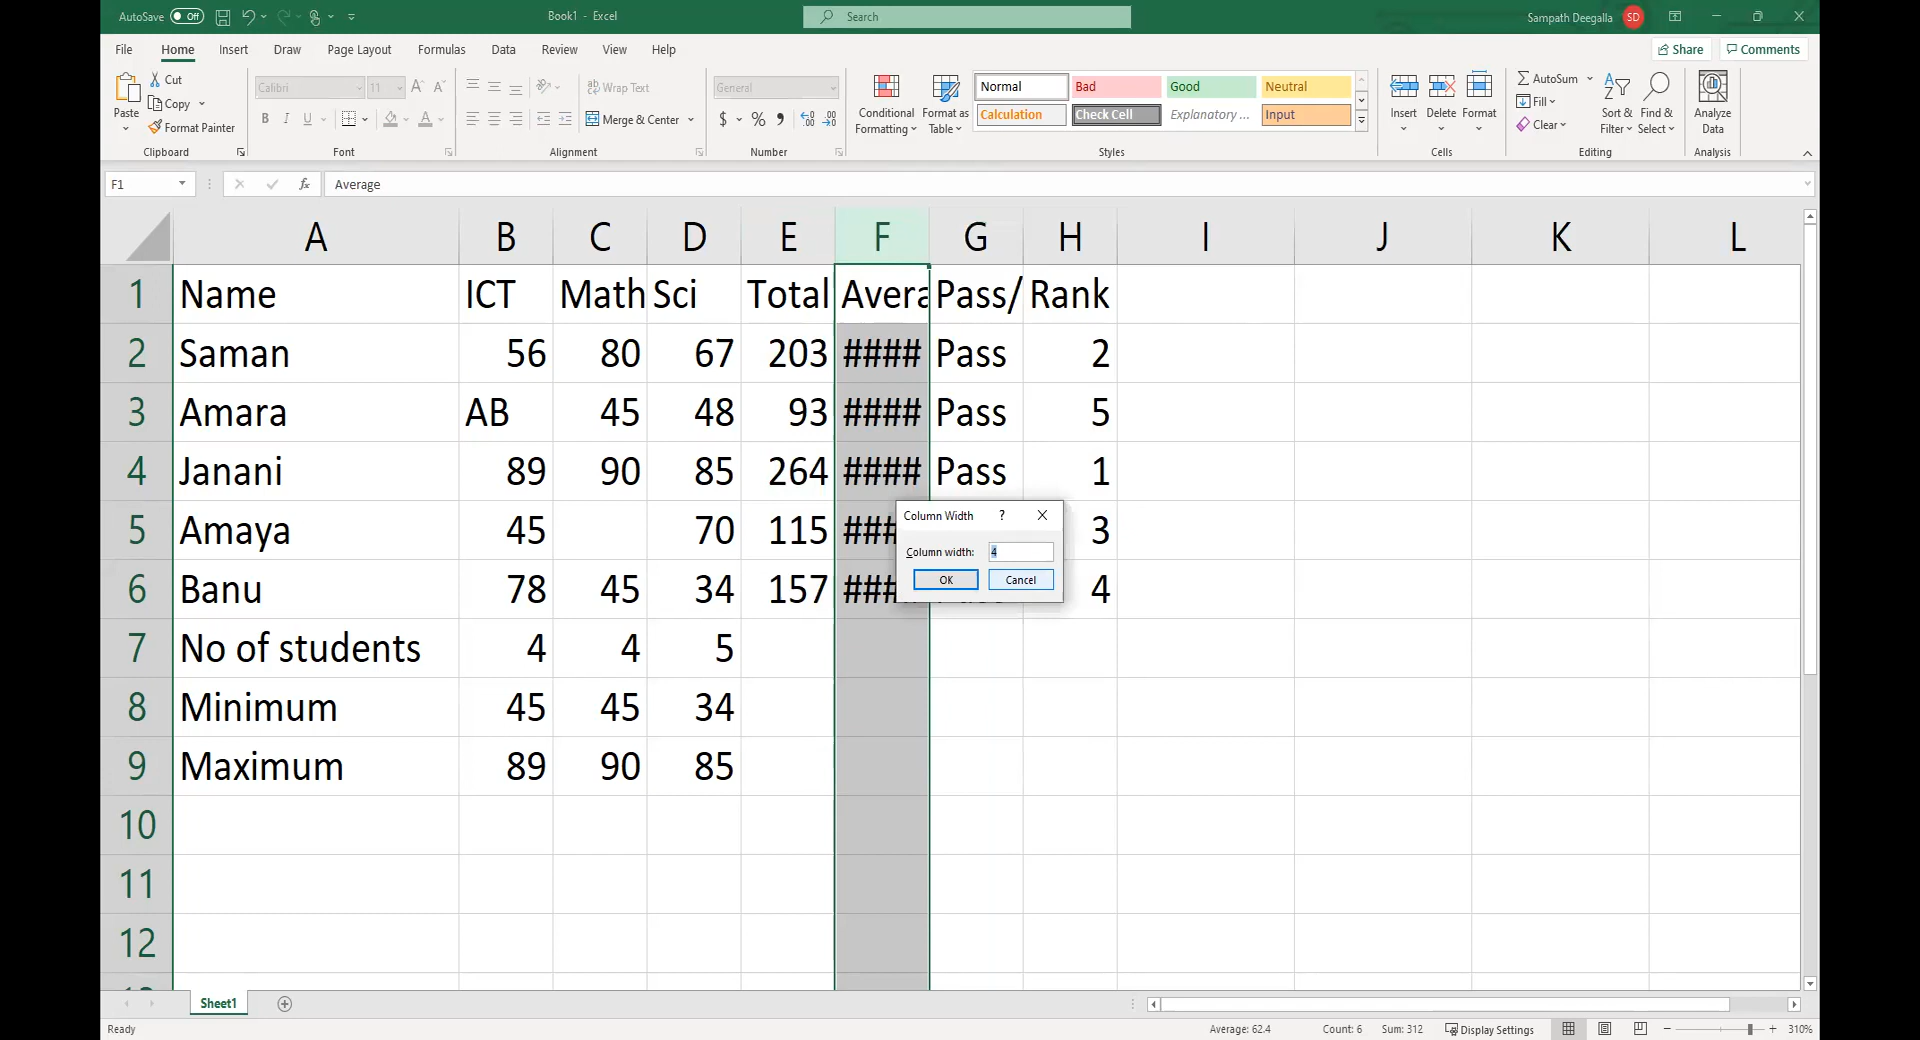 AutoSave Off Book1 - Excel Search Sampath Deegalla SD
File Home Insert Draw Page Layout Formulas Data Review View Help Share Comments
Paste Cut Copy Format Painter Clipboard
Calibri 11 A^ Aˇ B I U A Font
ab Wrap Text Merge & Center Alignment
General $ % , Number
Conditional Formatting Format as Table Normal Bad Good Neutral Calculation Check Cell Explanatory ... Input Styles
Insert Delete Format Cells
AutoSum Fill Clear Sort & Filter Find & Select Editing
Analyze Data Analysis
F1 fx Average
A B C D E F G H I J K L
1 Name ICT Math Sci Total Avera Pass/ Rank
2 Saman 56 80 67 203 #### Pass 2
3 Amara AB 45 48 93 #### Pass 5
4 Janani 89 90 85 264 #### Pass 1
5 Amaya 45 70 115 ### 3
6 Banu 78 45 34 157 ### 4
7 No of students 4 4 5
8 Minimum 45 45 34
9 Maximum 89 90 85
10
11
12
Column Width ?
Column width: 4
OK Cancel
Sheet1
Ready Average: 62.4 Count: 6 Sum: 312 Display Settings 310%